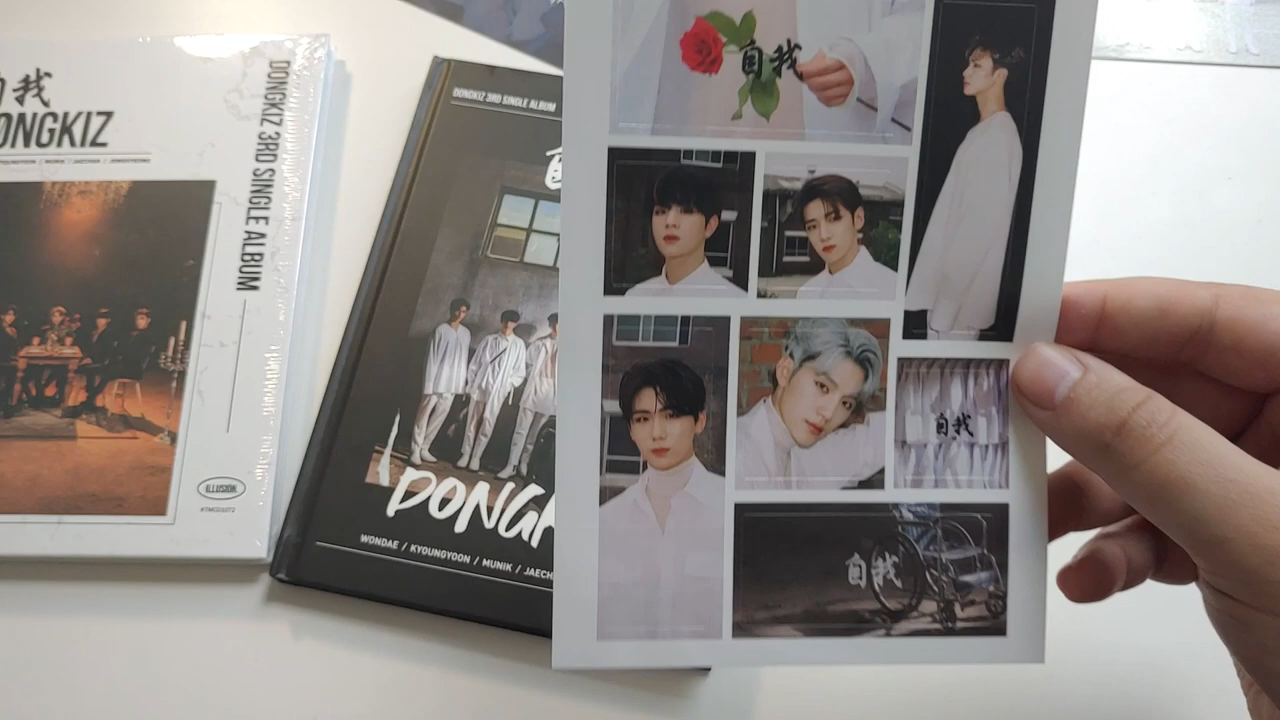 自我
DONGKIZ
DONGKIZ 3RD SINGLE ALBUM
ILLUSION
DONGKIZ 3RD SINGLE ALBUM
DONGK
WONDAE / KYOUNGYOON / MUNIK / JAECH
自我
自我
自我